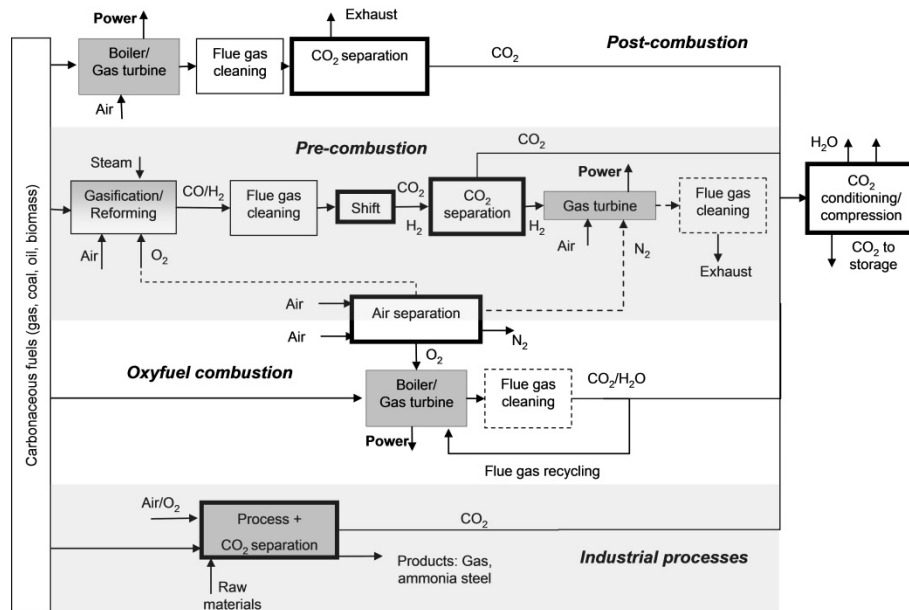 Carbonaceous fuels (gas, coal, oil, biomass)
Power
Exhaust
Boiler/
Gas turbine
Flue gas
cleaning
CO₂ separation
CO₂
Post-combustion
Air
Pre-combustion
CO₂
Steam
Gasification/
Reforming
CO/H₂
Flue gas
cleaning
Shift
CO₂
H₂
CO₂
separation
H₂
Power
Gas turbine
Flue gas
cleaning
Air
O₂
Air
N₂
Exhaust
H₂O
CO₂
conditioning/
compression
CO₂ to
storage
Air
Air
Air separation
N₂
O₂
Oxyfuel combustion
Boiler/
Gas turbine
Flue gas
cleaning
CO₂/H₂O
Power
Flue gas recycling
Air/O₂
Process +
CO₂ separation
CO₂
Products: Gas,
ammonia steel
Industrial processes
Raw
materials